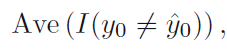 Ave (I(y₀ ≠ ŷ₀)),